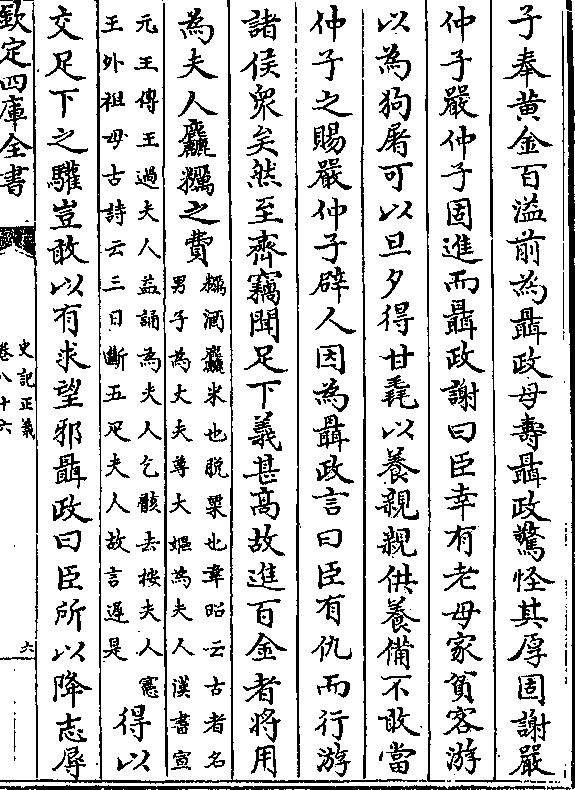 子奉黄金百溢前為聶政母壽聶政驚怪其厚固謝嚴
仲子嚴仲子固進而聶政謝曰臣幸有老母家貧客游
以為狗屠可以旦夕得甘毳以養親親供養備不敢當
仲子之賜嚴仲子辟人因為聶政言曰臣有仇而行游
諸侯衆矣然至齊竊聞足下義甚高故進百金者將用
為夫人麤糲之費
糲洒麤米也脫粟也韋昭云古者名
男子為大夫尊大嫗為夫人漢書宣
元王傳王過夫人益誦為夫人乞骸去按夫人憲
王外祖母古詩云三日斷五疋夫人故言遲是
得以
交足下之驩豈敢以有求望邪聶政曰臣所以降志辱
欽定四庫全書
史記正義
卷八十六
六